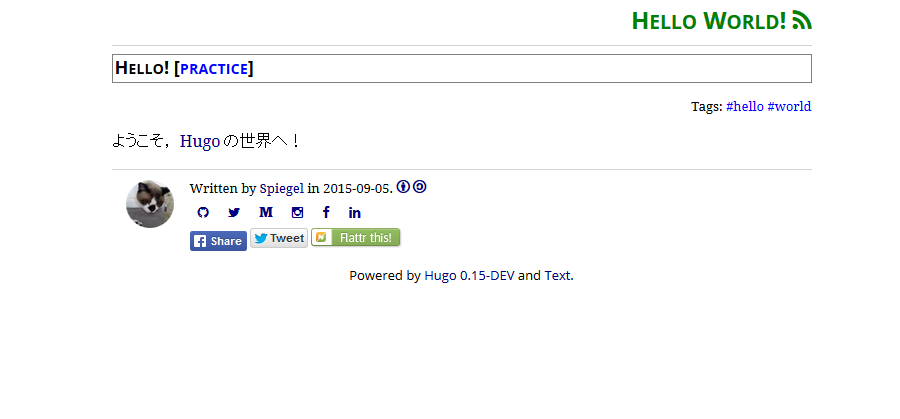 Hello World!
Hello! [practice]
Tags: #hello #world
ようこそ，Hugo の世界へ！
Written by Spiegel in 2015-09-05.
Share Tweet Flattr this!
Powered by Hugo 0.15-DEV and Text.